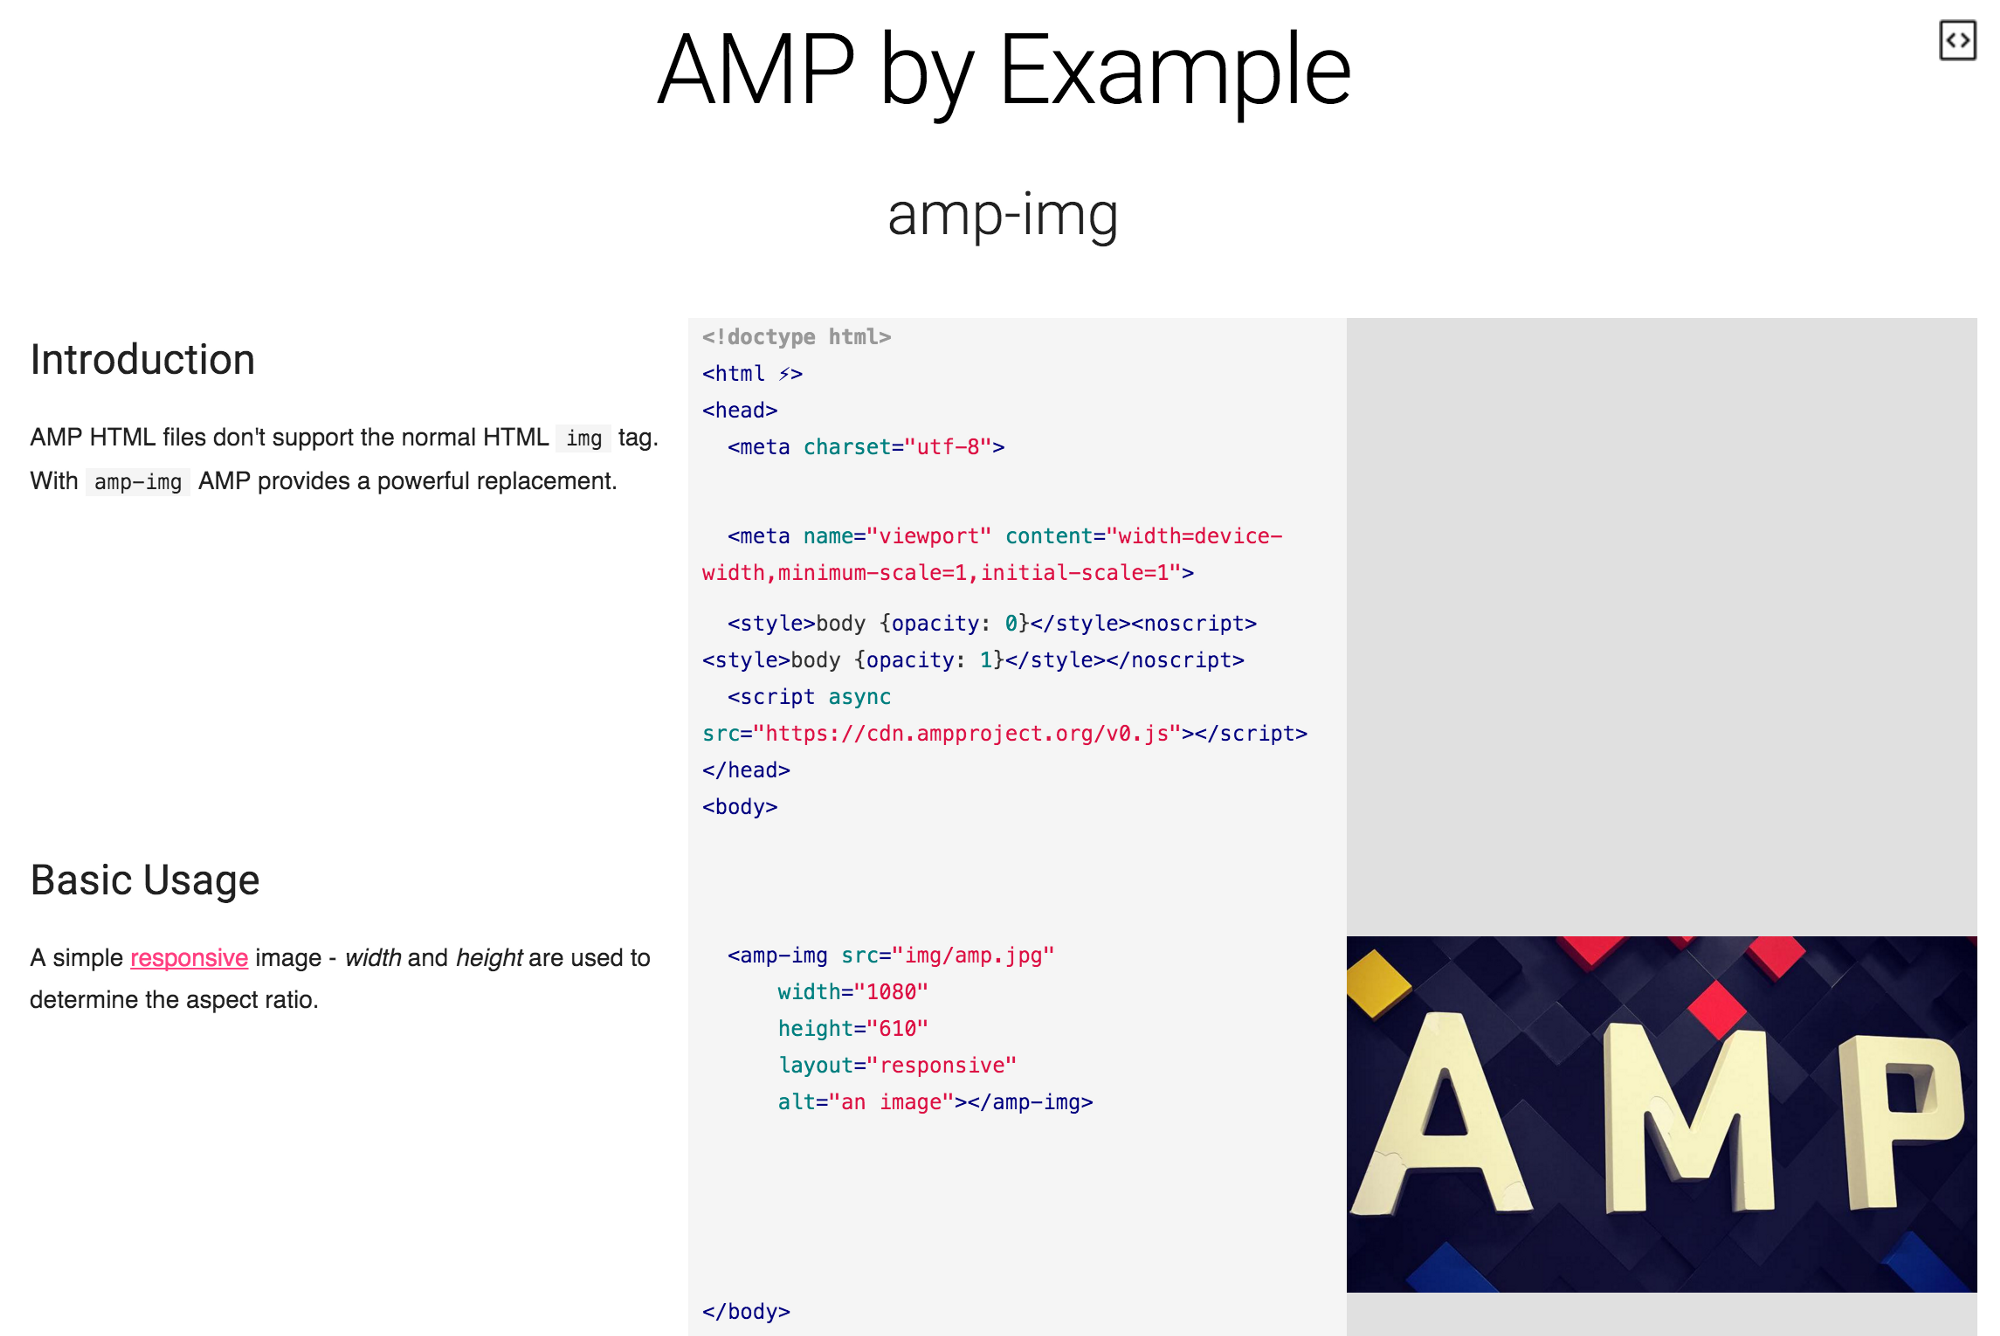 AMP by Example
amp-img
Introduction
AMP HTML files don't support the normal HTML img tag.
With amp-img AMP provides a powerful replacement.
<!doctype html>
<html ⚡>
<head>
  <meta charset="utf-8">
  <meta name="viewport" content="width=device-
width,minimum-scale=1,initial-scale=1">
  <style>body {opacity: 0}</style><noscript>
<style>body {opacity: 1}</style></noscript>
  <script async
src="https://cdn.ampproject.org/v0.js"></script>
</head>
<body>
Basic Usage
A simple responsive image - width and height are used to
determine the aspect ratio.
  <amp-img src="img/amp.jpg"
      width="1080"
      height="610"
      layout="responsive"
      alt="an image"></amp-img>
AMP
</body>